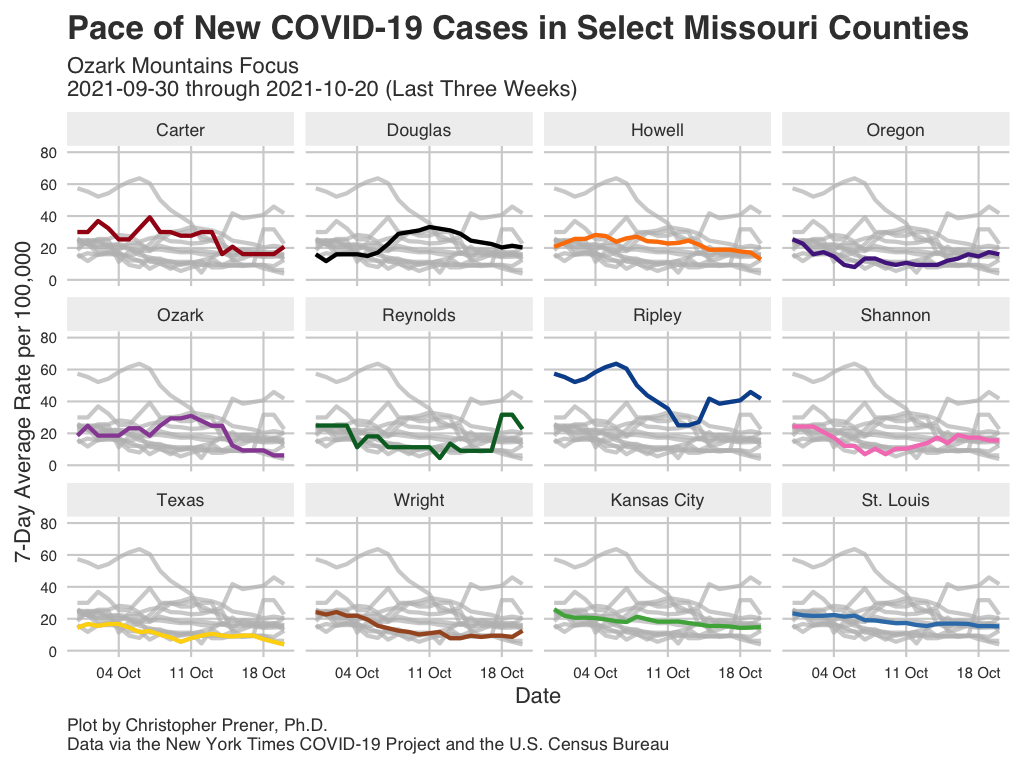 Pace of New COVID-19 Cases in Select Missouri Counties
Ozark Mountains Focus
2021-09-30 through 2021-10-20 (Last Three Weeks)
Carter
Douglas
Howell
Oregon
80
60
40
20
0
Ozark
Reynolds
Ripley
Shannon
80
60
40
20
0
Texas
Wright
Kansas City
St. Louis
80
60
40
20
0
7-Day Average Rate per 100,000
04 Oct 11 Oct 18 Oct
04 Oct 11 Oct 18 Oct
04 Oct 11 Oct 18 Oct
04 Oct 11 Oct 18 Oct
Date
Plot by Christopher Prener, Ph.D.
Data via the New York Times COVID-19 Project and the U.S. Census Bureau